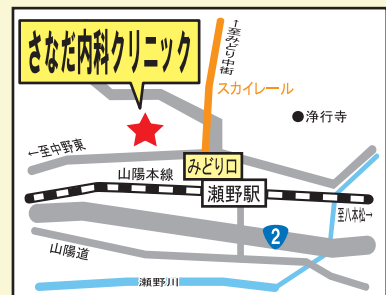 さなだ内科クリニック
↑至みどり中街
スカイレール
●浄行寺
←至中野東
みどり口
山陽本線
瀬野駅
至八本松→
2
山陽道
瀬野川